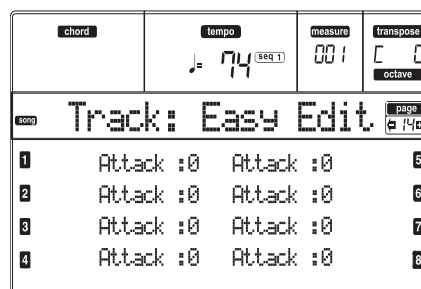 chord tempo measure transpose
♩= 74 seq 1 001 C
octave
song Track: Easy Edit page 14
1 Attack :0 Attack :0 5
2 Attack :0 Attack :0 6
3 Attack :0 Attack :0 7
4 Attack :0 Attack :0 8